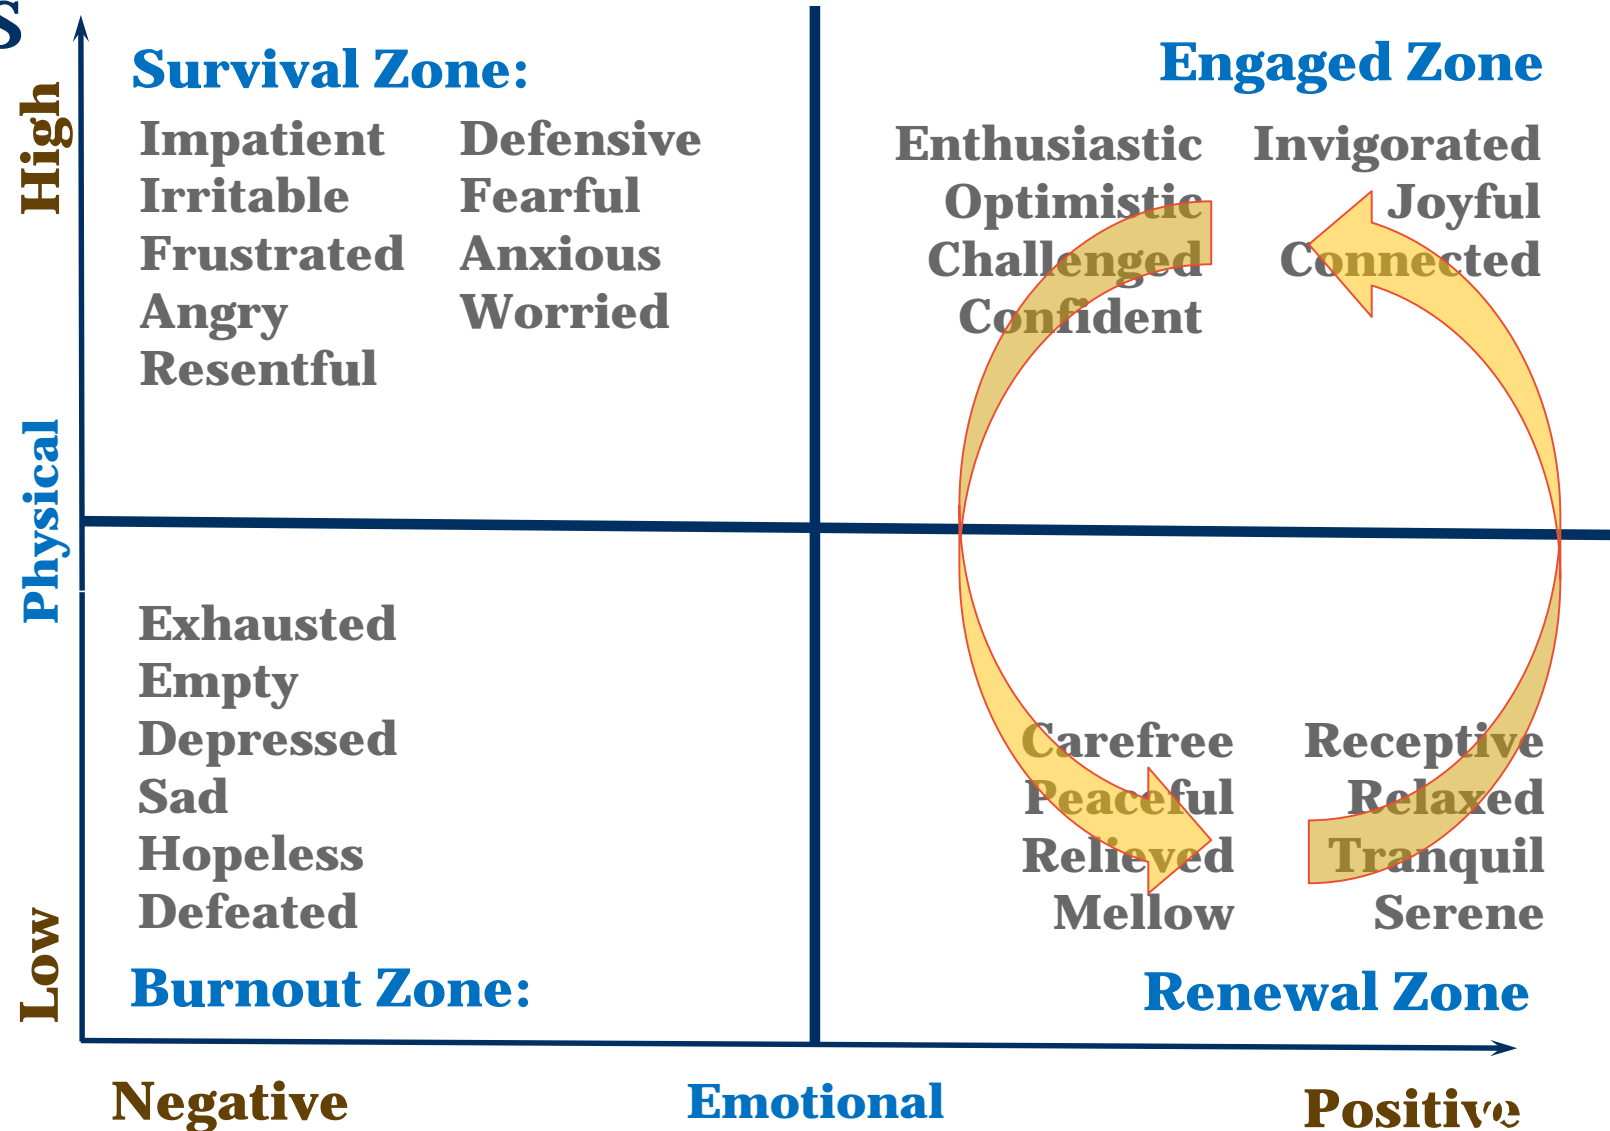 s
High
Physical
Low
Survival Zone:
Impatient Defensive
Irritable Fearful
Frustrated Anxious
Angry Worried
Resentful
Engaged Zone
Enthusiastic Invigorated
Optimistic Joyful
Challenged Connected
Confident
Exhausted
Empty
Depressed
Sad
Hopeless
Defeated
Burnout Zone:
Carefree Receptive
Peaceful Relaxed
Relieved Tranquil
Mellow Serene
Renewal Zone
Negative Emotional Positive